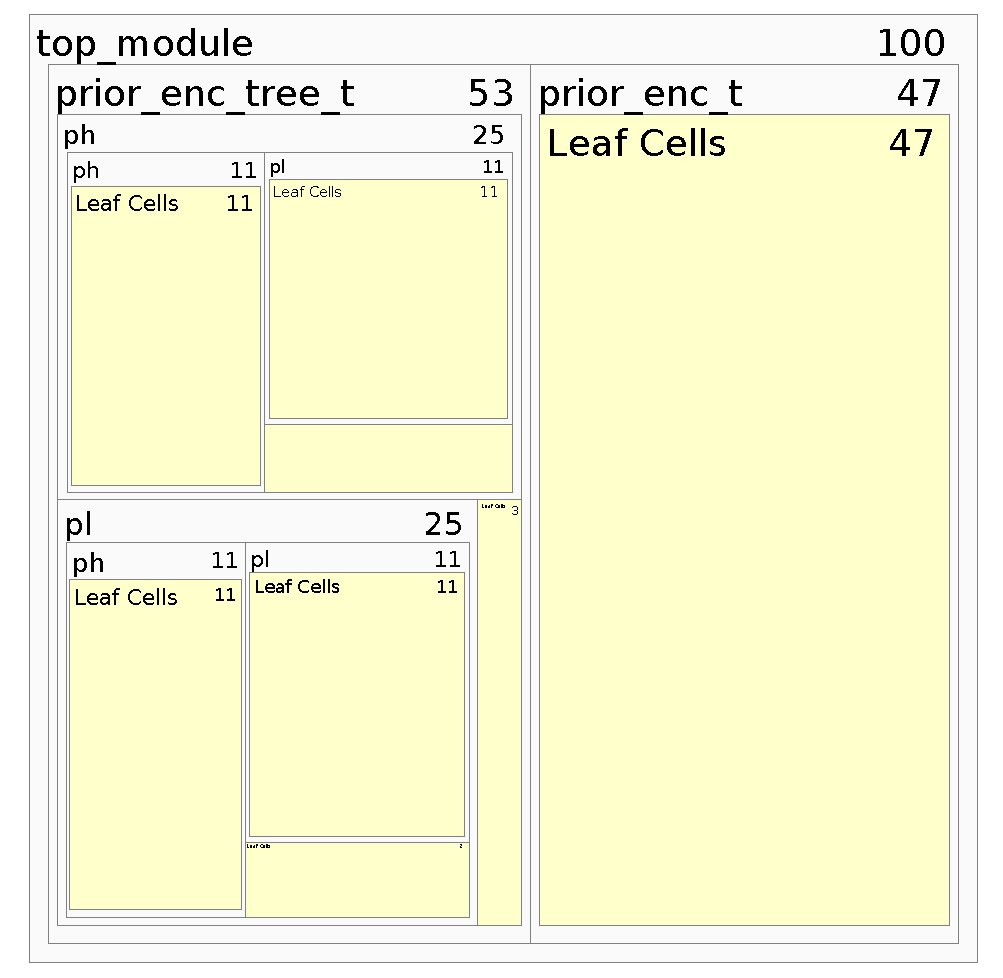 top_module 100
prior_enc_tree_t 53
ph 25
ph 11
Leaf Cells 11
pl 11
Leaf Cells 11
pl 25
ph 11
Leaf Cells 11
pl 11
Leaf Cells 11
Leaf Cells 2
Leaf Cells 3
prior_enc_t 47
Leaf Cells 47